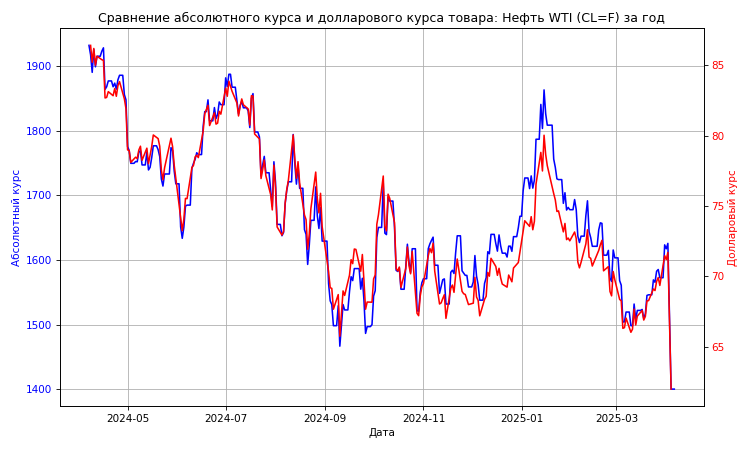 Сравнение абсолютного курса и долларового курса товара: Нефть WTI (CL=F) за год
1900
1800
1700
1600
1500
1400
Абсолютный курс
85
80
75
70
65
Долларовый курс
2024-05 2024-07 2024-09 2024-11 2025-01 2025-03
Дата